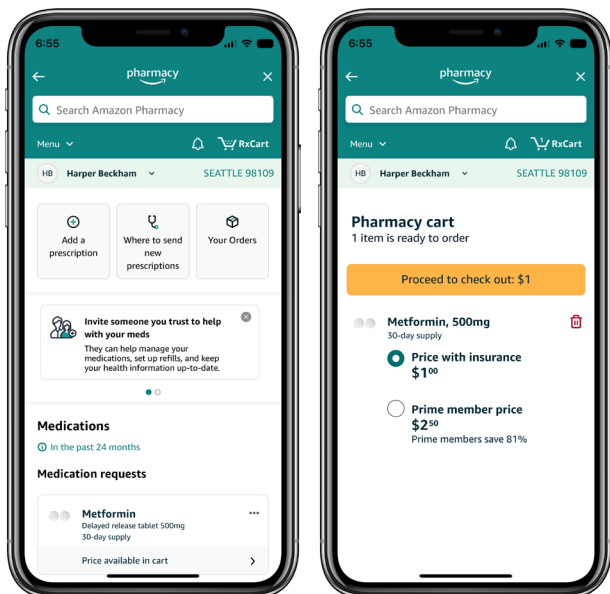 6:55
pharmacy
Search Amazon Pharmacy
Menu
RxCart
HB Harper Beckham
SEATTLE 98109
Add a
prescription
Where to send
new
prescriptions
Your Orders
Invite someone you trust to help
with your meds
They can help manage your
medications, set up refills, and keep
your health information up-to-date.
Medications
In the past 24 months
Medication requests
Metformin
Delayed release tablet 500mg
30-day supply
Price available in cart
6:55
pharmacy
Search Amazon Pharmacy
Menu
1 RxCart
HB Harper Beckham
SEATTLE 98109
Pharmacy cart
1 item is ready to order
Proceed to check out: $1
Metformin, 500mg
30-day supply
Price with insurance
$1⁰⁰
Prime member price
$2⁵⁰
Prime members save 81%